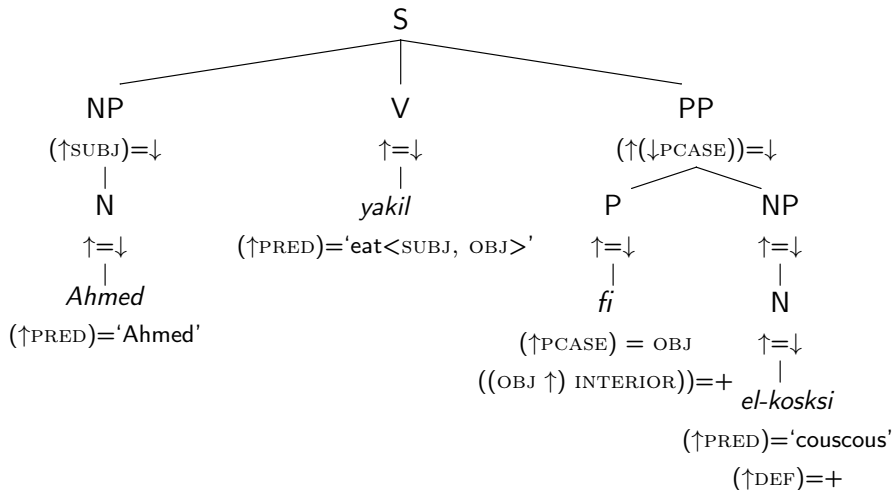 S
NP V PP
(↑SUBJ)=↓ ↑=↓ (↑(↓PCASE))=↓
N yakil P NP
↑=↓ (↑PRED)=‘eat<SUBJ, OBJ>’ ↑=↓ ↑=↓
Ahmed fi N
(↑PRED)=‘Ahmed’ (↑PCASE) = OBJ ↑=↓
((OBJ ↑) INTERIOR))=+ el-koksi
(↑PRED)=‘couscous’
(↑DEF)=+